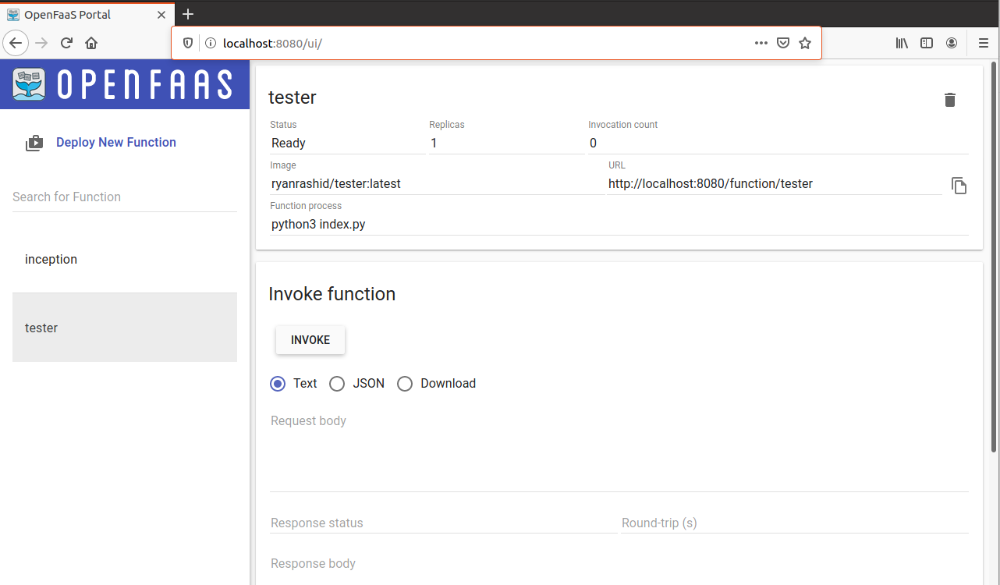 OpenFaaS Portal
localhost:8080/ui/
OPENFAAS
Deploy New Function
Search for Function
inception
tester
tester
Status Replicas Invocation count
Ready 1 0
Image URL
ryanrashid/tester:latest http://localhost:8080/function/tester
Function process
python3 index.py
Invoke function
INVOKE
Text JSON Download
Request body
Response status Round-trip (s)
Response body